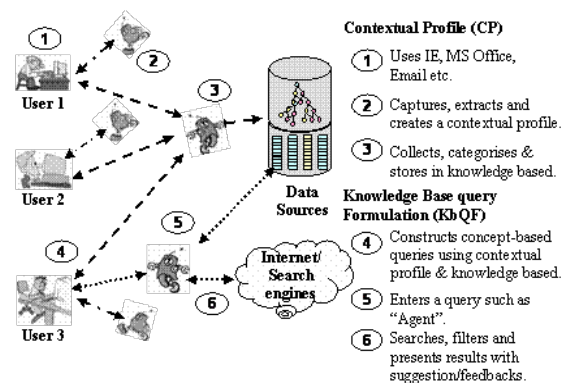 1
User 1
2
User 2
3
Data
Sources
4
User 3
5
6
Internet/
Search
engines
Contextual Profile (CP)
1 Uses IE, MS Office,
Email etc.
2 Captures, extracts and
creates a contextual profile.
3 Collects, categorises &
stores in knowledge based.
Knowledge Base query
Formulation (KbQF)
4 Constructs concept-based
queries using contextual
profile & knowledge based.
5 Enters a query such as
“Agent”.
6 Searches, filters and
presents results with
suggestion/feedbacks.